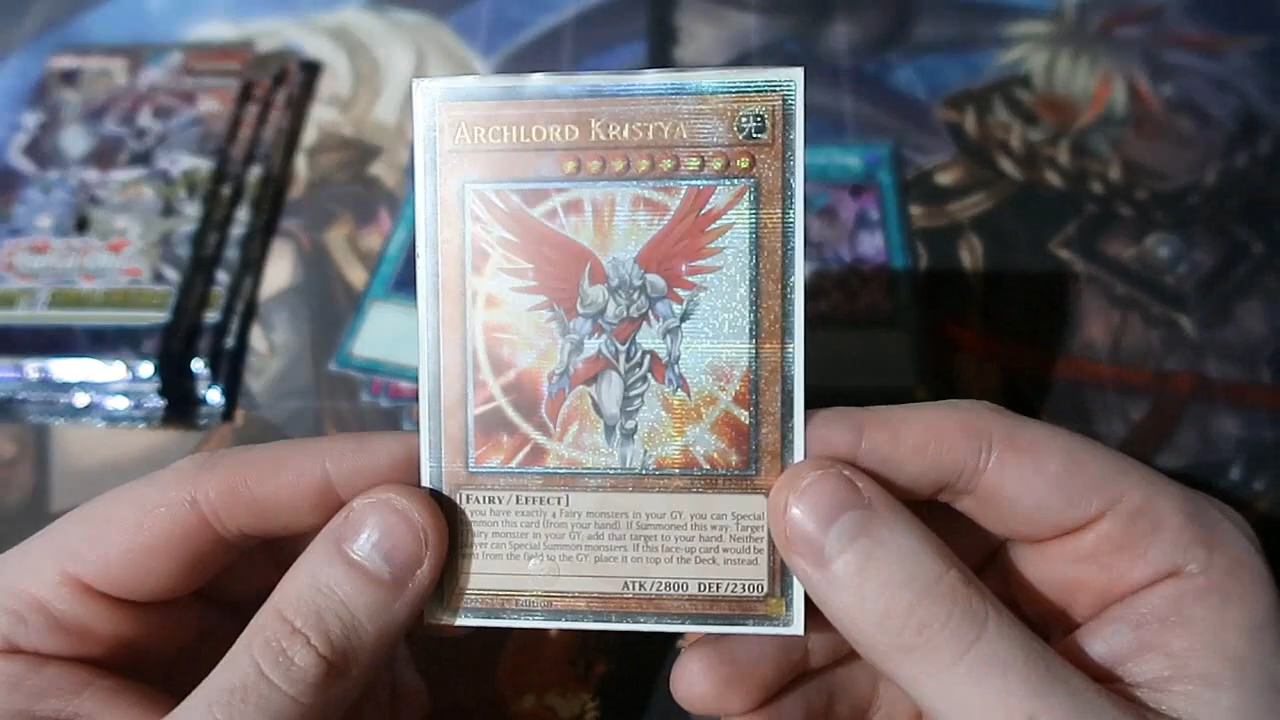 ARCHLORD KRISTYA
[FAIRY/EFFECT]
you have exactly 4 Fairy monsters in your GY, you can Special
this card (from your hand). If Summoned this way: Target
Fairy monster in your GY; add that target to your hand. Neither
can Special Summon monsters. If this face-up card would be
from the field to the GY, place it on top of the Deck, instead.
ATK/2800 DEF/2300
Edition